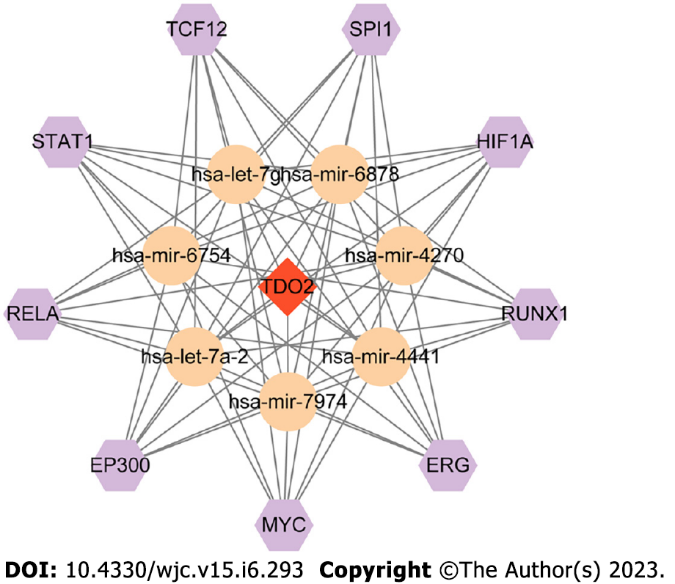 TCF12
SPI1
STAT1
HIF1A
hsa-let-7g
hsa-mir-6878
hsa-mir-6754
hsa-mir-4270
TDO2
RELA
RUNX1
hsa-let-7a-2
hsa-mir-4441
hsa-mir-7974
EP300
ERG
MYC
DOI: 10.4330/wjc.v15.i6.293 Copyright ©The Author(s) 2023.